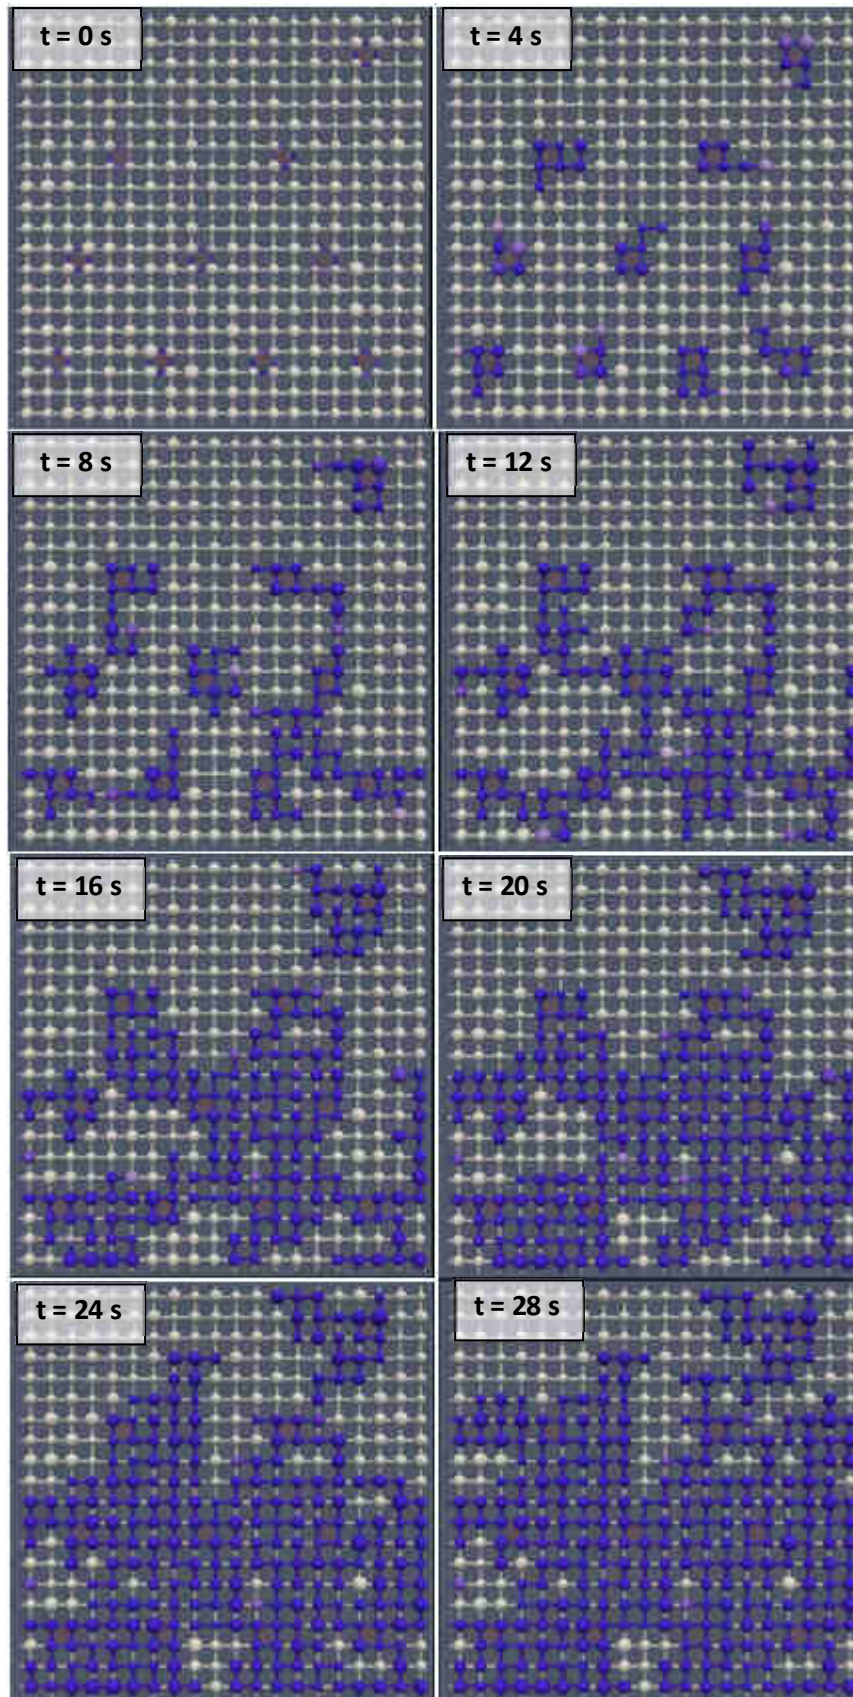 t = 0 s
t = 4 s
t = 8 s
t = 12 s
t = 16 s
t = 20 s
t = 24 s
t = 28 s